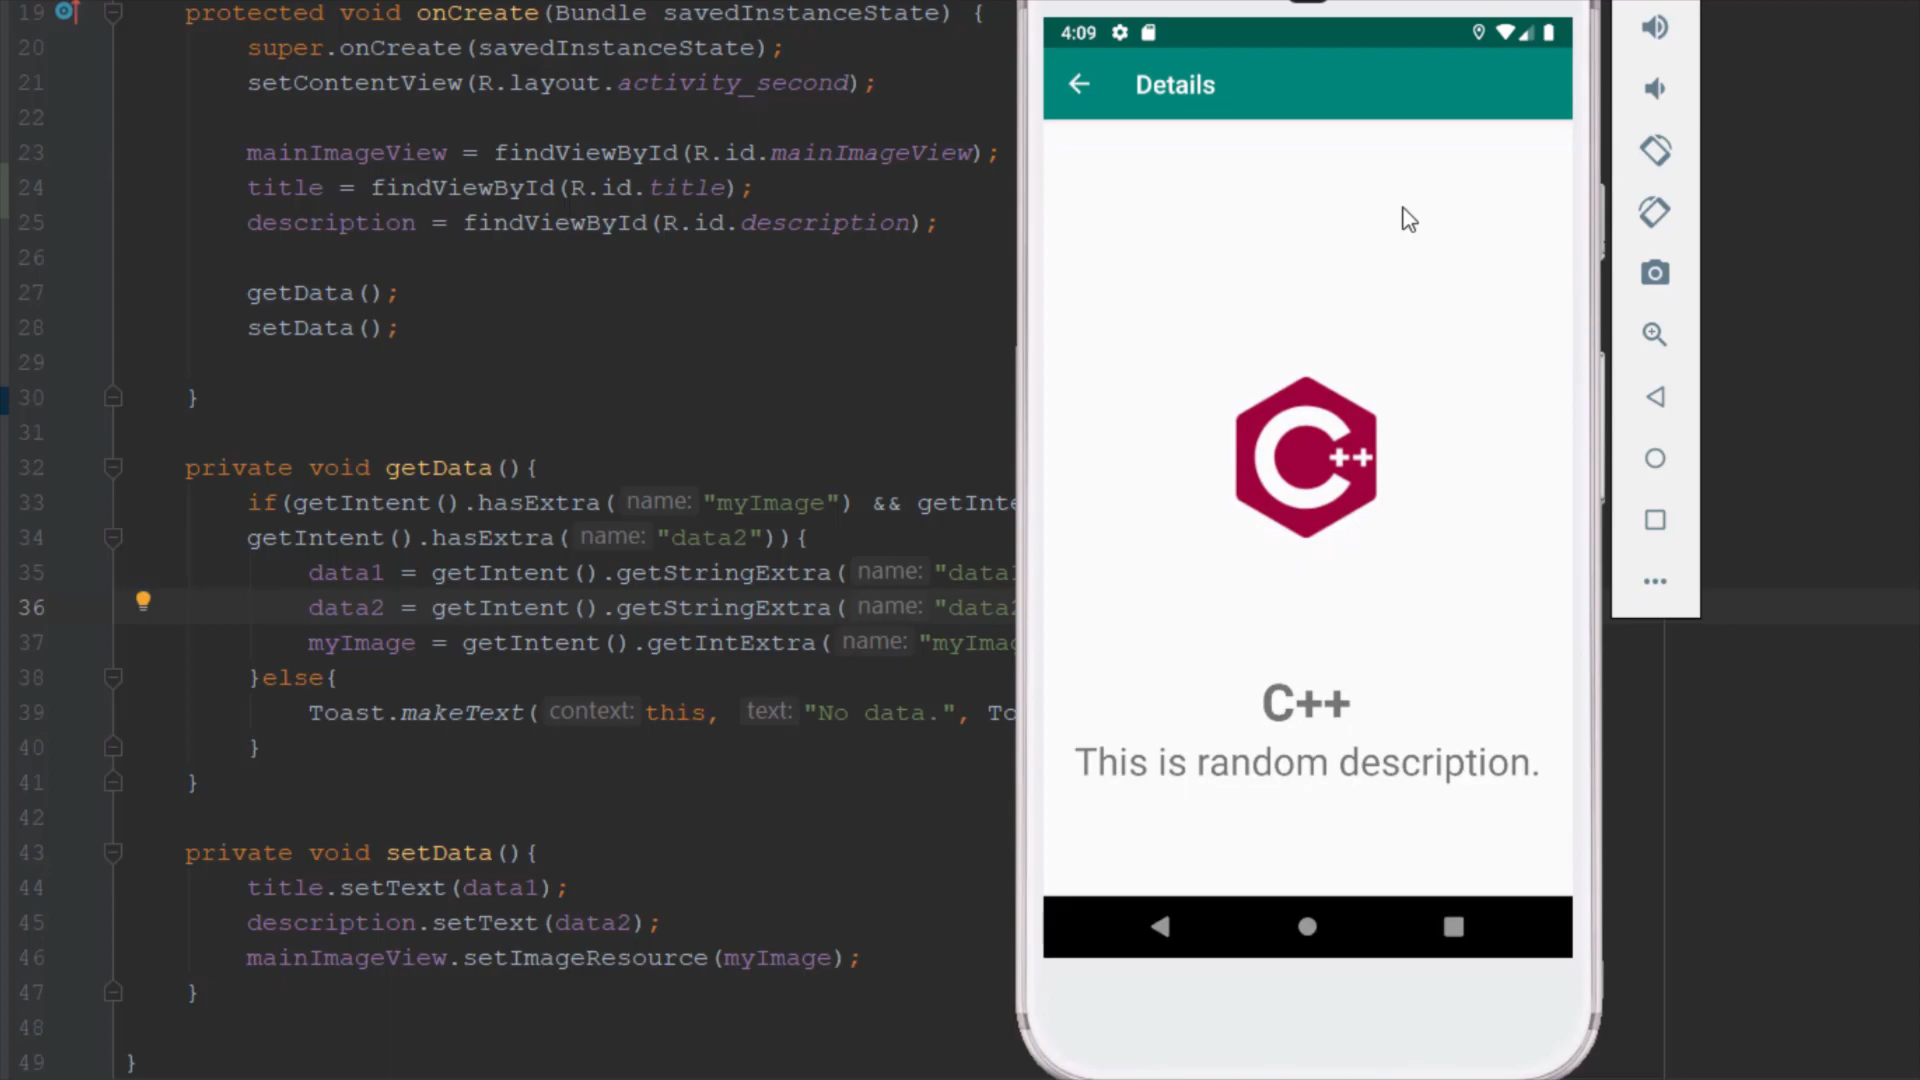 19 protected void onCreate(Bundle savedInstanceState) {
20 super.onCreate(savedInstanceState);
21 setContentView(R.layout.activity_second);
22
23 mainImageView = findViewById(R.id.mainImageView);
24 title = findViewById(R.id.title);
25 description = findViewById(R.id.description);
26
27 getData();
28 setData();
29
30 }
31
32 private void getData(){
33 if(getIntent().hasExtra( name: "myImage") && getInte
34 getIntent().hasExtra( name: "data2")){
35 data1 = getIntent().getStringExtra( name: "data1
36 data2 = getIntent().getStringExtra( name: "data2
37 myImage = getIntent().getIntExtra( name: "myImag
38 }else{
39 Toast.makeText( context: this, text: "No data.", To
40 }
41 }
42
43 private void setData(){
44 title.setText(data1);
45 description.setText(data2);
46 mainImageView.setImageResource(myImage);
47 }
48
49 }
4:09
Details
C++
C++
This is random description.